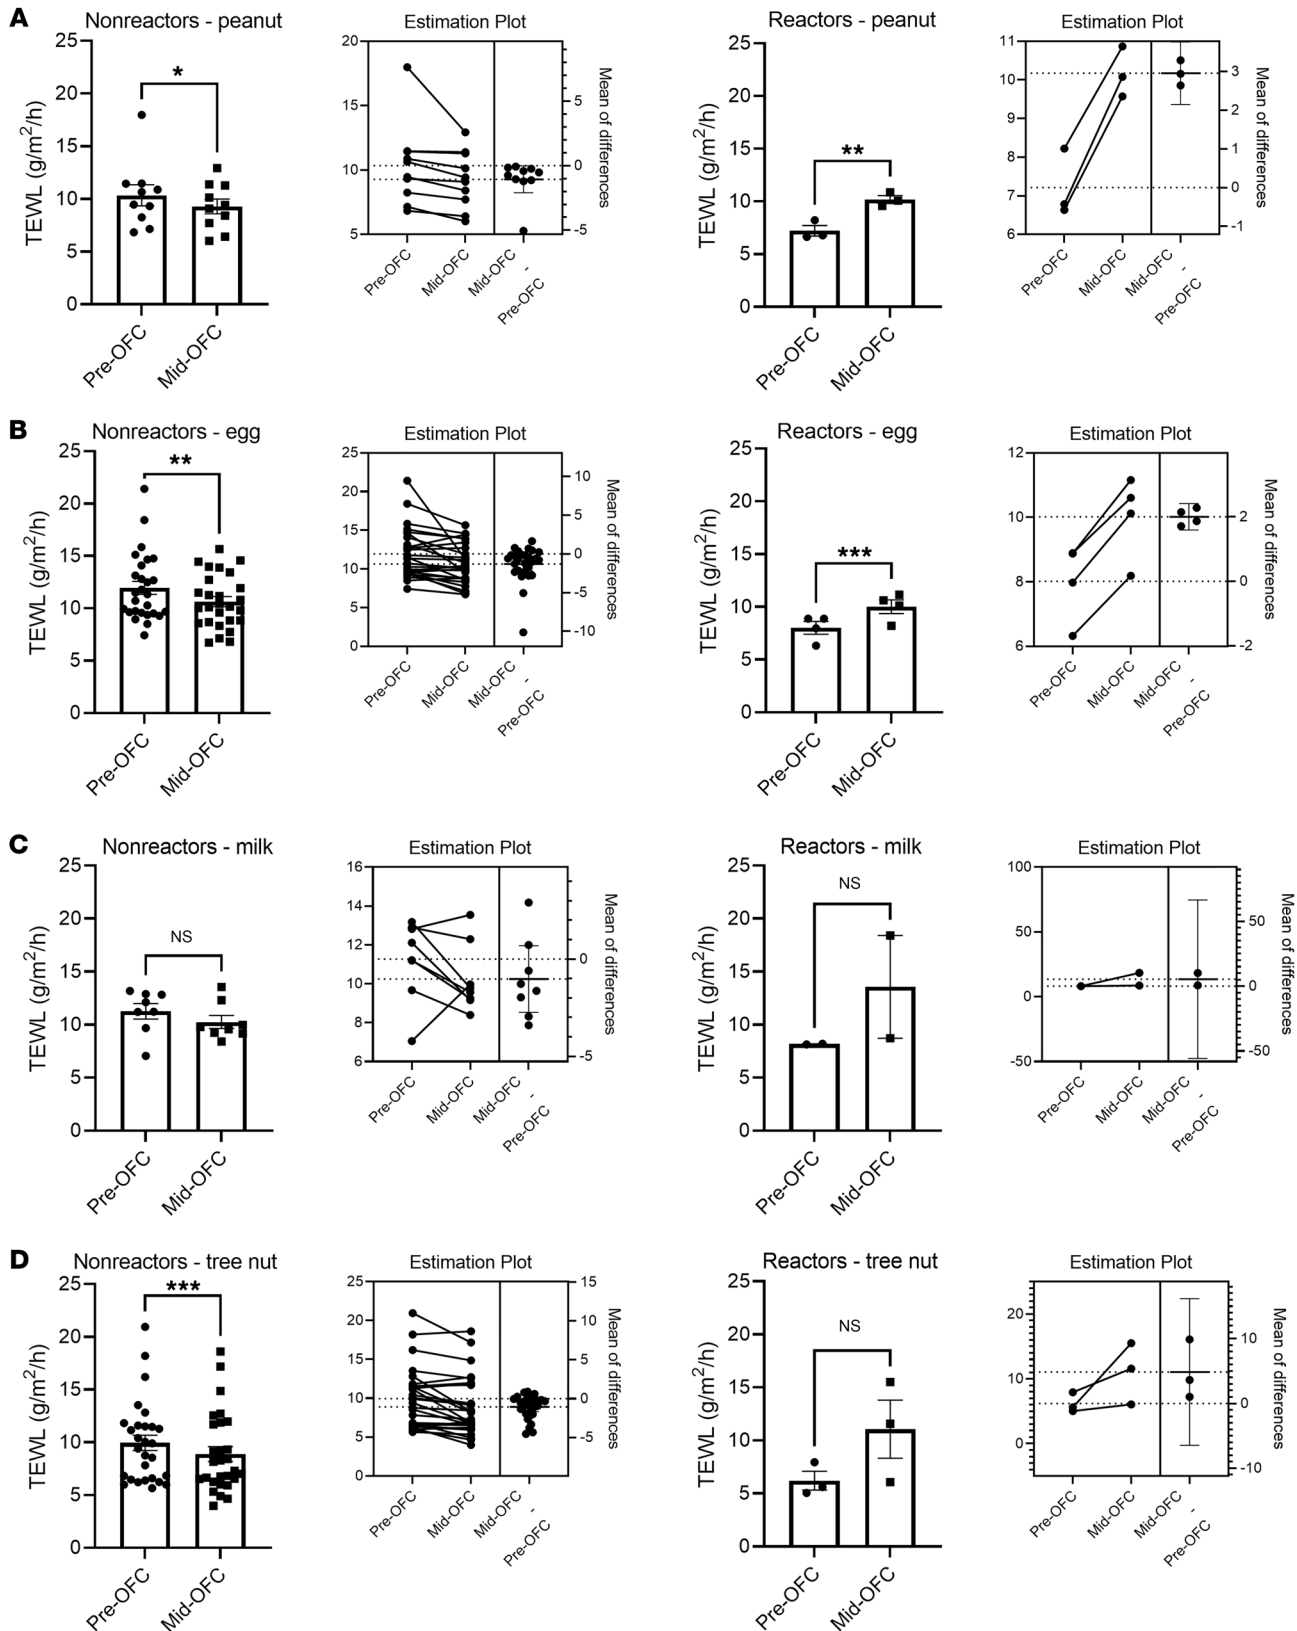 A
Nonreactors - peanut
TEWL (g/m²/h)
25
20
15
10
5
0
*
Pre-OFC
Mid-OFC
Estimation Plot
20
15
10
5
5
0
-5
Mean of differences
Pre-OFC
Mid-OFC
Mid-OFC
-
Pre-OFC
Reactors - peanut
TEWL (g/m²/h)
25
20
15
10
5
0
**
Pre-OFC
Mid-OFC
Estimation Plot
11
10
9
8
7
6
3
2
1
0
-1
Mean of differences
Pre-OFC
Mid-OFC
Mid-OFC
-
Pre-OFC
B
Nonreactors - egg
TEWL (g/m²/h)
25
20
15
10
5
0
**
Pre-OFC
Mid-OFC
Estimation Plot
25
20
15
10
5
0
10
5
0
-5
-10
Mean of differences
Pre-OFC
Mid-OFC
Mid-OFC
-
Pre-OFC
Reactors - egg
TEWL (g/m²/h)
25
20
15
10
5
0
***
Pre-OFC
Mid-OFC
Estimation Plot
12
10
8
6
2
0
-2
Mean of differences
Pre-OFC
Mid-OFC
Mid-OFC
-
Pre-OFC
C
Nonreactors - milk
TEWL (g/m²/h)
25
20
15
10
5
0
NS
Pre-OFC
Mid-OFC
Estimation Plot
16
14
12
10
8
6
0
-5
Mean of differences
Pre-OFC
Mid-OFC
Mid-OFC
-
Pre-OFC
Reactors - milk
TEWL (g/m²/h)
25
20
15
10
5
0
NS
Pre-OFC
Mid-OFC
Estimation Plot
100
50
0
-50
50
0
-50
Mean of differences
Pre-OFC
Mid-OFC
Mid-OFC
-
Pre-OFC
D
Nonreactors - tree nut
TEWL (g/m²/h)
25
20
15
10
5
0
***
Pre-OFC
Mid-OFC
Estimation Plot
25
20
15
10
5
0
15
10
5
0
-5
Mean of differences
Pre-OFC
Mid-OFC
Mid-OFC
-
Pre-OFC
Reactors - tree nut
TEWL (g/m²/h)
25
20
15
10
5
0
NS
Pre-OFC
Mid-OFC
Estimation Plot
20
10
0
10
0
-10
Mean of differences
Pre-OFC
Mid-OFC
Mid-OFC
-
Pre-OFC